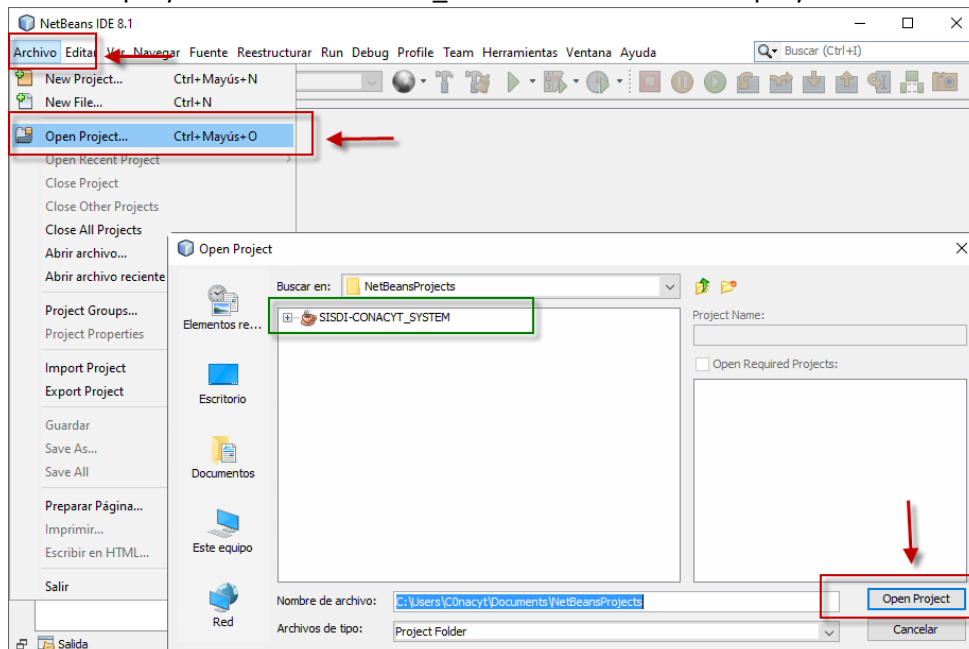 NetBeans IDE 8.1
Archivo Editar Ver Navegar Fuente Reestructurar Run Debug Profile Team Herramientas Ventana Ayuda
Buscar (Ctrl+I)
New Project... Ctrl+Mayús+N
New File... Ctrl+N
Open Project... Ctrl+Mayús+O
Open Recent Project
Close Project
Close Other Projects
Close All Projects
Abrir archivo...
Abrir archivo reciente
Project Groups...
Project Properties
Import Project
Export Project
Guardar
Save As...
Save All
Preparar Página...
Imprimir...
Escribir en HTML...
Salir
Salida
Open Project
Buscar en: NetBeansProjects
Elementos re...
Escritorio
Documentos
Este equipo
Red
SISDI-CONACYT_SYSTEM
Project Name:
Open Required Projects:
Nombre de archivo: C:\Users\C0nacyt\Documents\NetBeansProjects
Open Project
Archivos de tipo: Project Folder
Cancelar